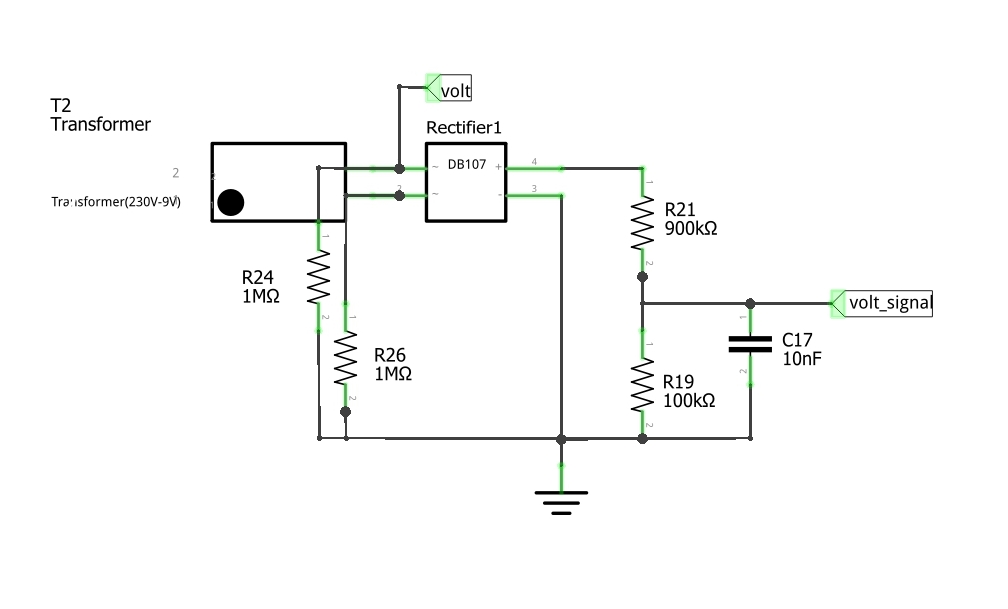 volt
T2
Transformer
Rectifier1
DB107
~
+
4
2
~
-
3
2
Transformer(230V-9V)
1
R21
900kΩ
2
1
R24
1MΩ
2
volt_signal
1
R26
1MΩ
2
1
C17
10nF
2
1
R19
100kΩ
2